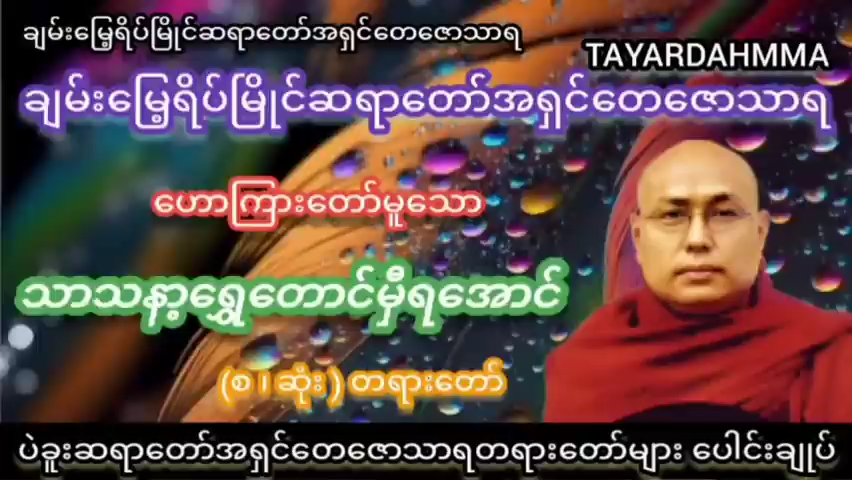 ချမ်းမြေ့ရိပ်မြိုင်ဆရာတော်အရှင်တေဇောသာရ
TAYARDAHMMA
ချမ်းမြေ့ရိပ်မြိုင်ဆရာတော်အရှင်တေဇောသာရ
ဟောကြားတော်မူသော
သာသနာ့ရွှေတောင်မှီရအောင်
(စ ၊ ဆုံး ) တရားတော်
ပဲခူးဆရာတော်အရှင်တေဇောသာရတရားတော်များ ပေါင်းချုပ်